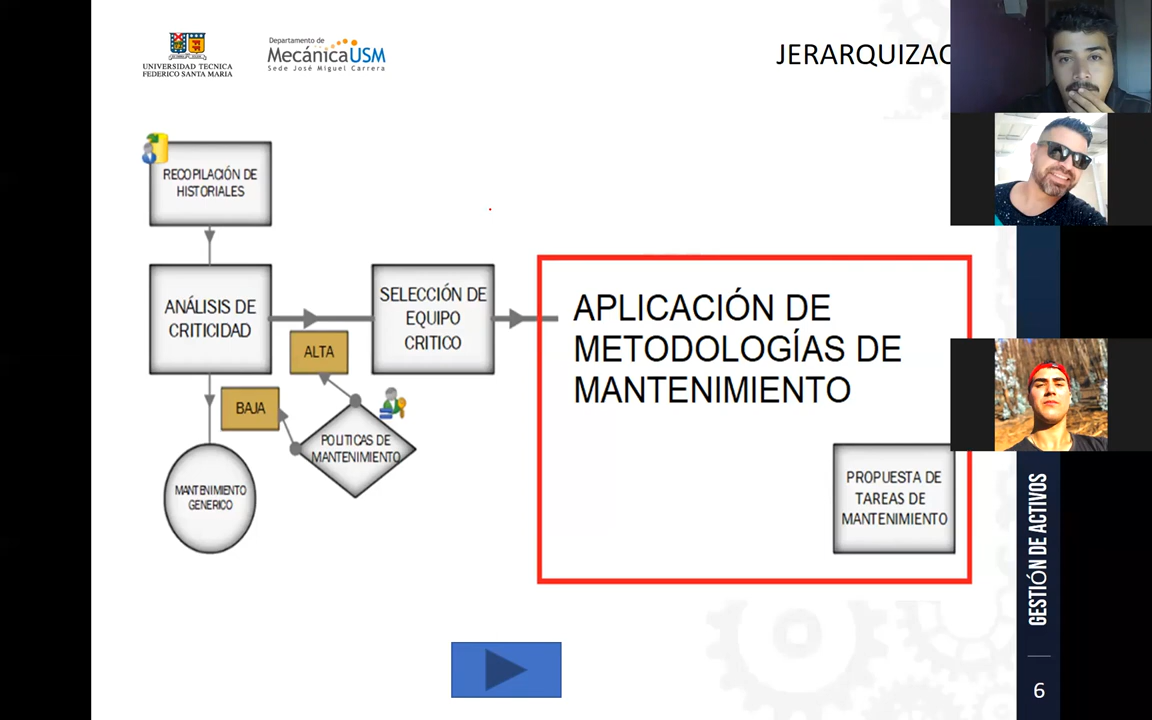 UNIVERSIDAD TECNICA
FEDERICO SANTA MARIA
Departamento de
MecánicaUSM
Sede José Miguel Carrera
RECOPILACIÓN DE
HISTORIALES
ANÁLISIS DE
CRITICIDAD
SELECCIÓN DE
EQUIPO
CRITICO
ALTA
BAJA
POLITICAS DE
MANTENIMIENTO
MANTENIMIENTO
GENERICO
APLICACIÓN DE
METODOLOGÍAS DE
MANTENIMIENTO
PROPUESTA DE
TAREAS DE
MANTENIMIENTO
GESTIÓN DE ACTIVOS
6